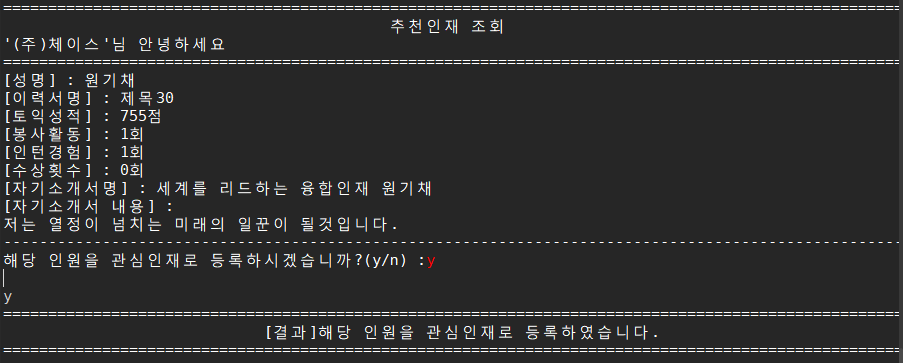 ====================================================================================================
추천인재 조회
'(주)체이스'님 안녕하세요
====================================================================================================
[성명] : 원기채
[이력서명] : 제목30
[토익성적] : 755점
[봉사활동] : 1회
[인턴경험] : 1회
[수상횟수] : 0회
[자기소개서명] : 세계를 리드하는 융합인재 원기채
[자기소개서 내용] :
저는 열정이 넘치는 미래의 일꾼이 될것입니다.
----------------------------------------------------------------------------------------------------
해당 인원을 관심인재로 등록하시겠습니까?(y/n) :y
y
====================================================================================================
[결과]해당 인원을 관심인재로 등록하였습니다.
====================================================================================================